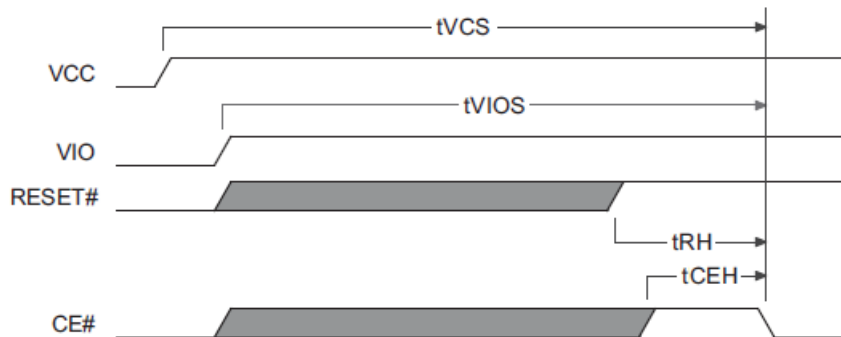 tVCS
VCC
tVIOS
VIO
RESET#
tRH
tCEH
CE#